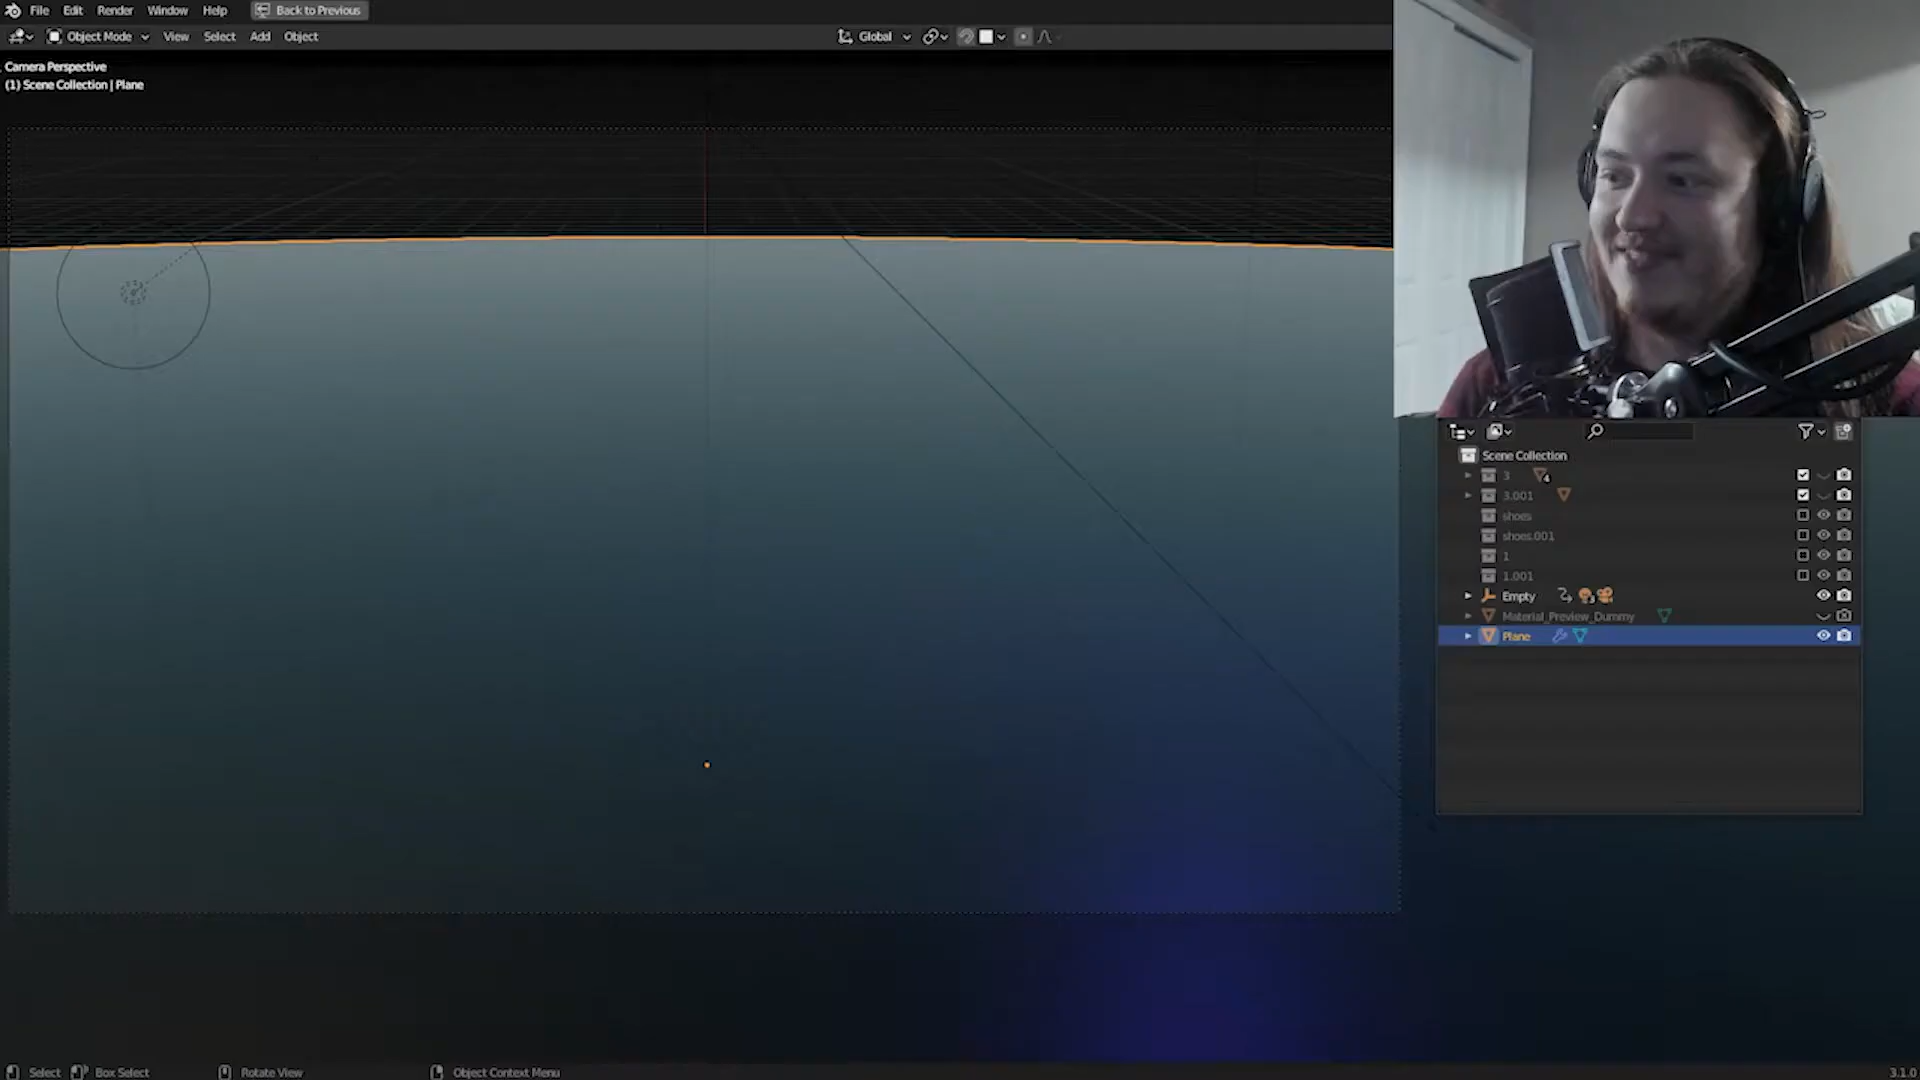 File Edit Render Window Help Back to Previous
Object Mode View Select Add Object Global
Camera Perspective
(1) Scene Collection | Plane
Scene Collection
3 4
3.001
shoes
shoes.001
1
1.001
Empty 3
Material_Preview_Dummy
Plane
Select Box Select Rotate View Object Context Menu 3.1.0